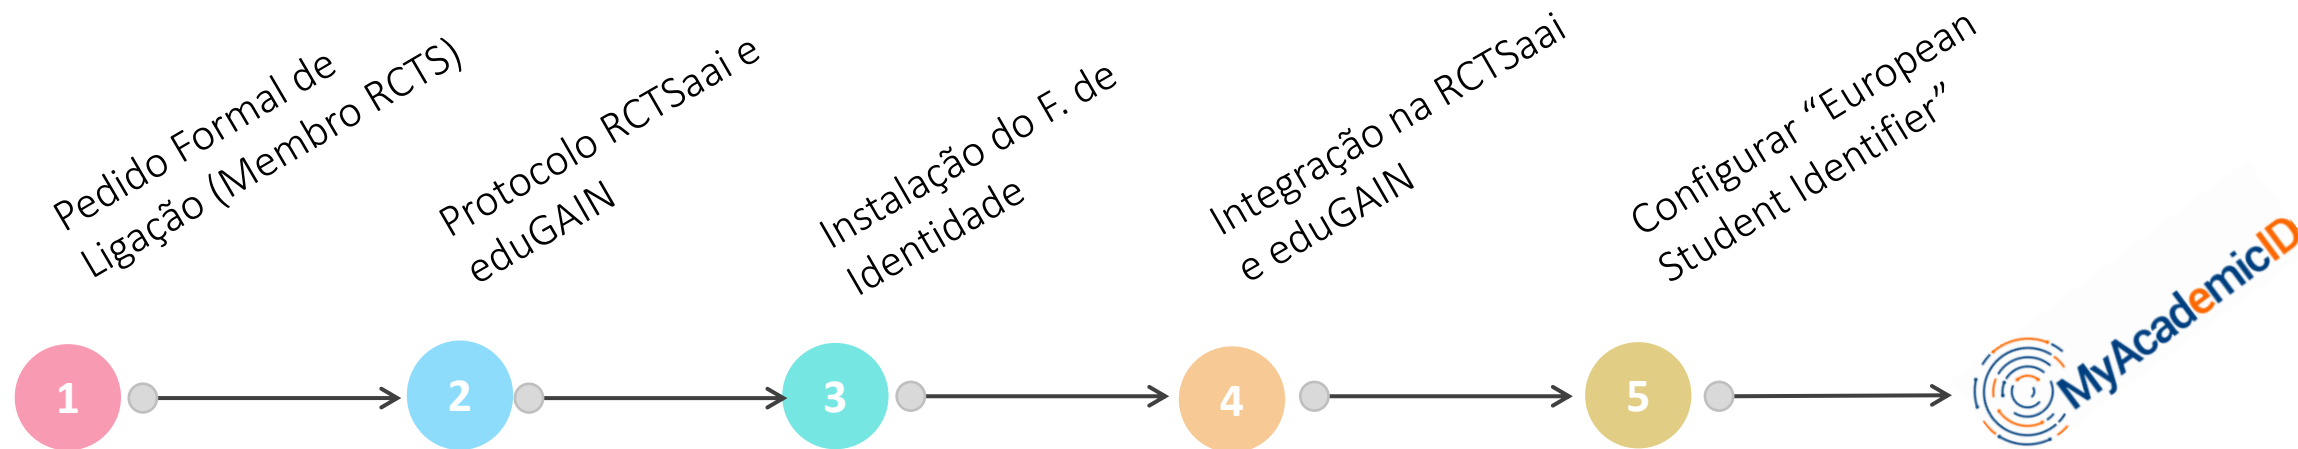 Pedido Formal de
Ligação (Membro RCTS)
Protocolo RCTSaai e
eduGAIN
Instalação do F. de
Identidade
Integração na RCTSaai
e eduGAIN
Configurar “European
Student Identifier”
1
2
3
4
5
MyAcademicID